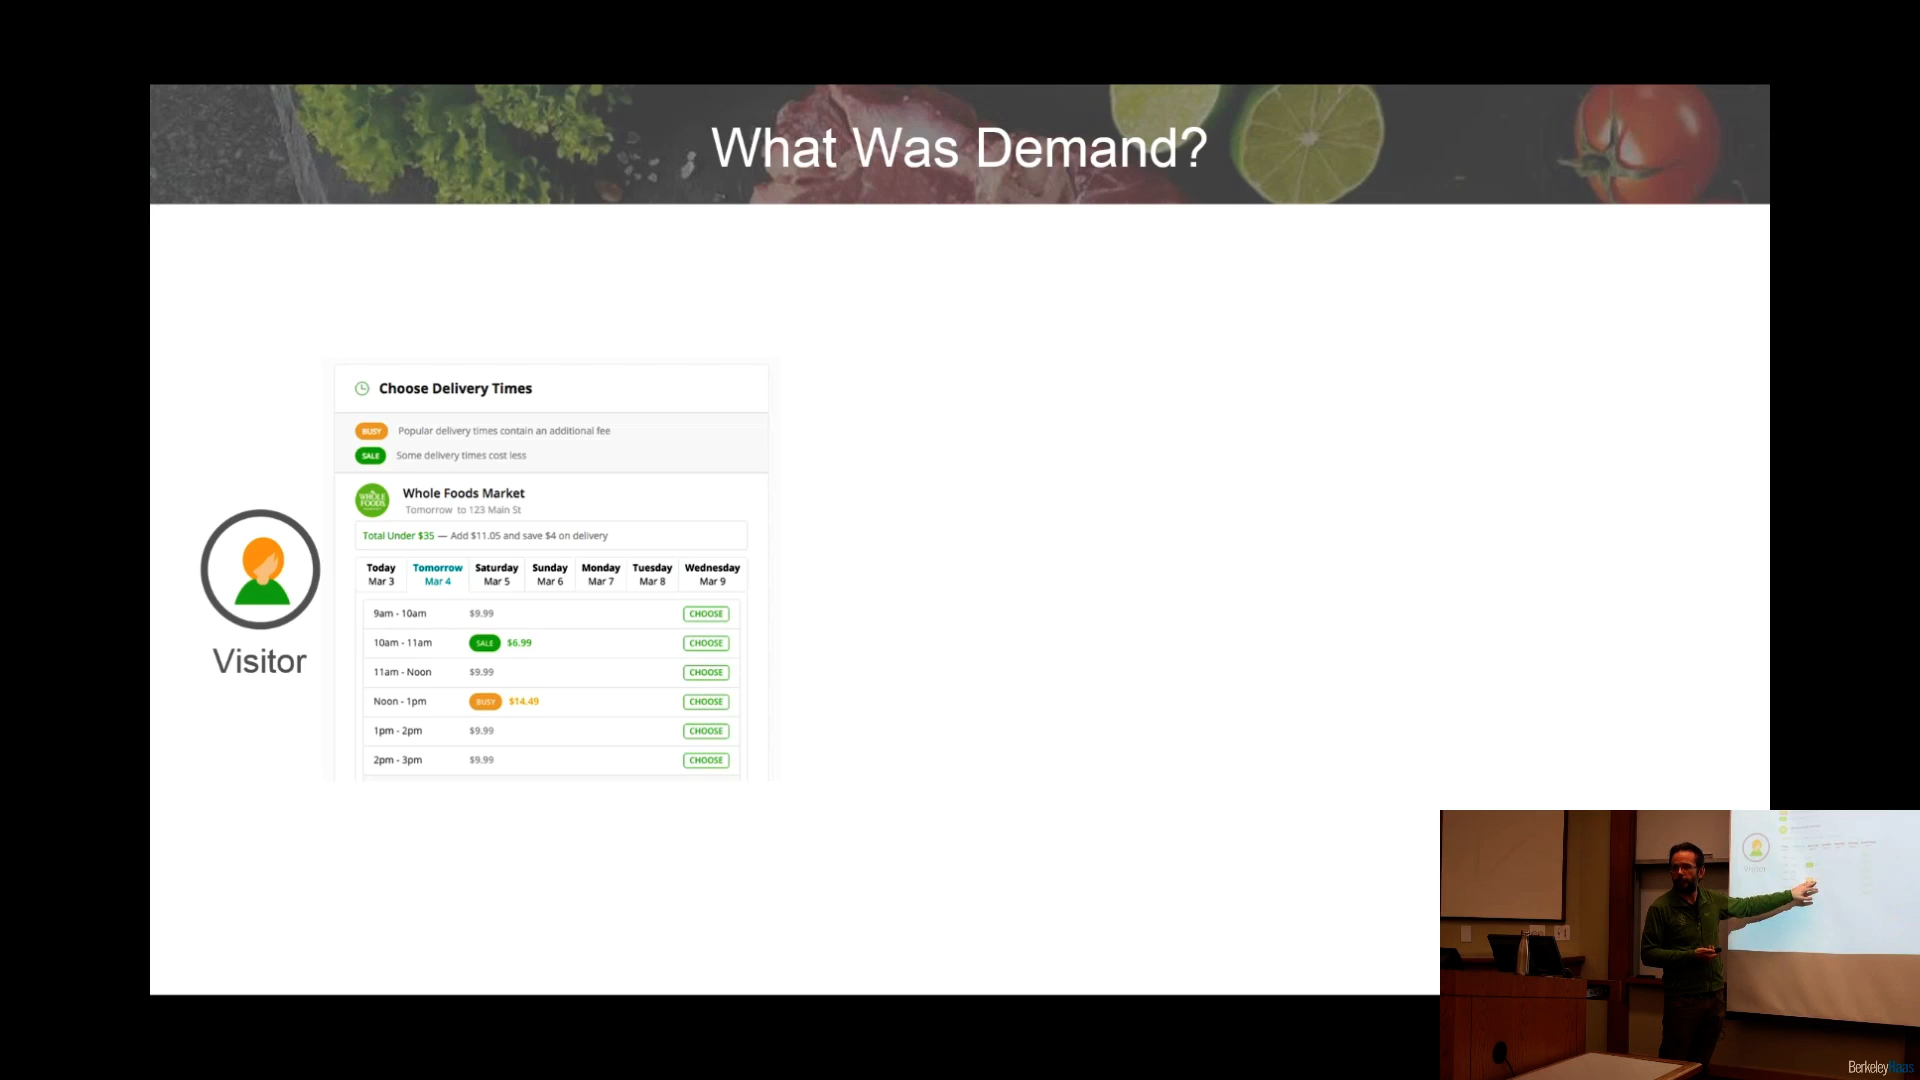 What Was Demand?
Choose Delivery Times
BUSY Popular delivery times contain an additional fee
SALE Some delivery times cost less
WHOLE FOODS
Whole Foods Market
Tomorrow to 123 Main St
Total Under $35 — Add $11.05 and save $4 on delivery
Today Tomorrow Saturday Sunday Monday Tuesday Wednesday
Mar 3 Mar 4 Mar 5 Mar 6 Mar 7 Mar 8 Mar 9
9am - 10am $9.99 CHOOSE
10am - 11am SALE $6.99 CHOOSE
11am - Noon $9.99 CHOOSE
Noon - 1pm BUSY $14.49 CHOOSE
1pm - 2pm $9.99 CHOOSE
2pm - 3pm $9.99 CHOOSE
Visitor
Visitor
BerkeleyHaas